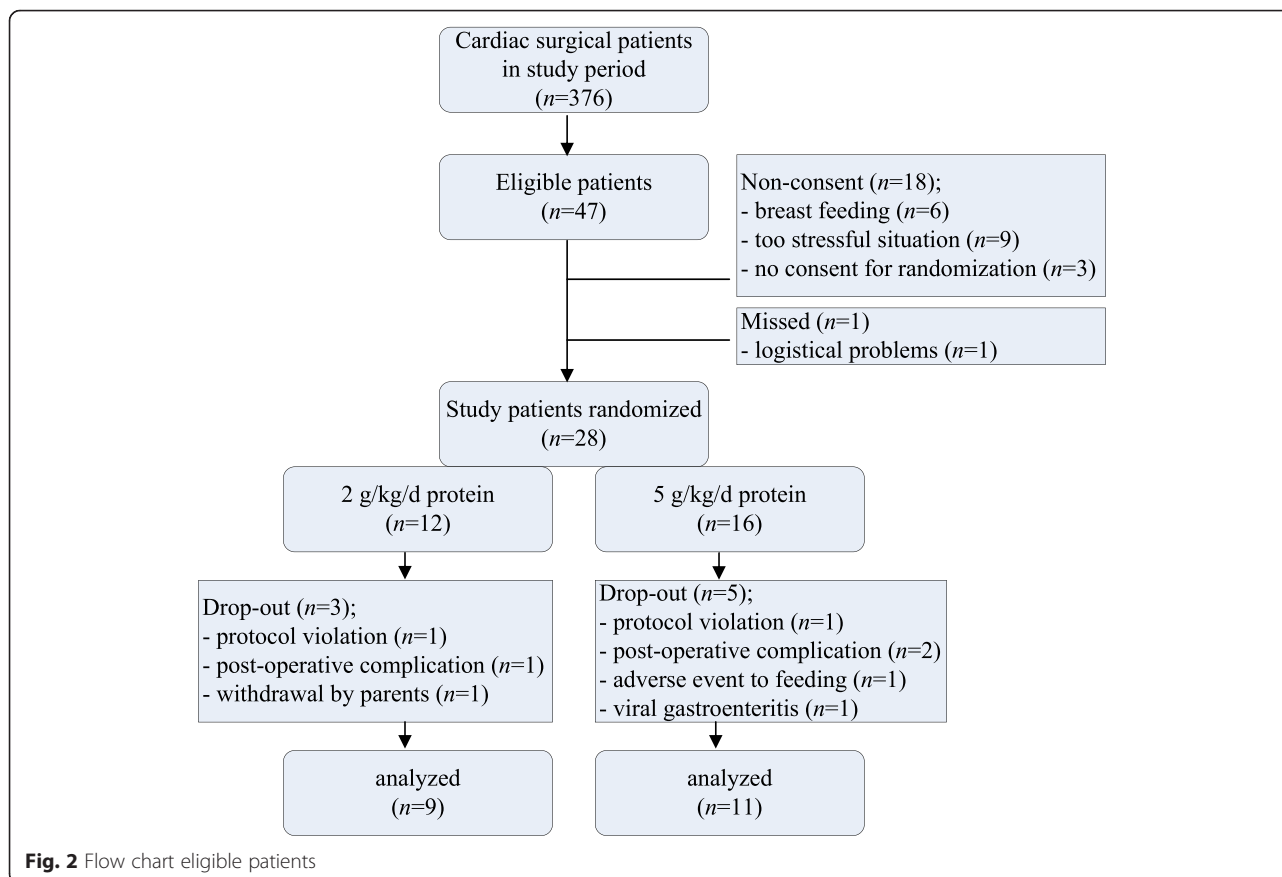 Cardiac surgical patients
in study period
(n=376)
Eligible patients
(n=47)
Non-consent (n=18);
- breast feeding (n=6)
- too stressful situation (n=9)
- no consent for randomization (n=3)
Missed (n=1)
- logistical problems (n=1)
Study patients randomized
(n=28)
2 g/kg/d protein
(n=12)
5 g/kg/d protein
(n=16)
Drop-out (n=3);
- protocol violation (n=1)
- post-operative complication (n=1)
- withdrawal by parents (n=1)
Drop-out (n=5);
- protocol violation (n=1)
- post-operative complication (n=2)
- adverse event to feeding (n=1)
- viral gastroenteritis (n=1)
analyzed
(n=9)
analyzed
(n=11)
Fig. 2 Flow chart eligible patients